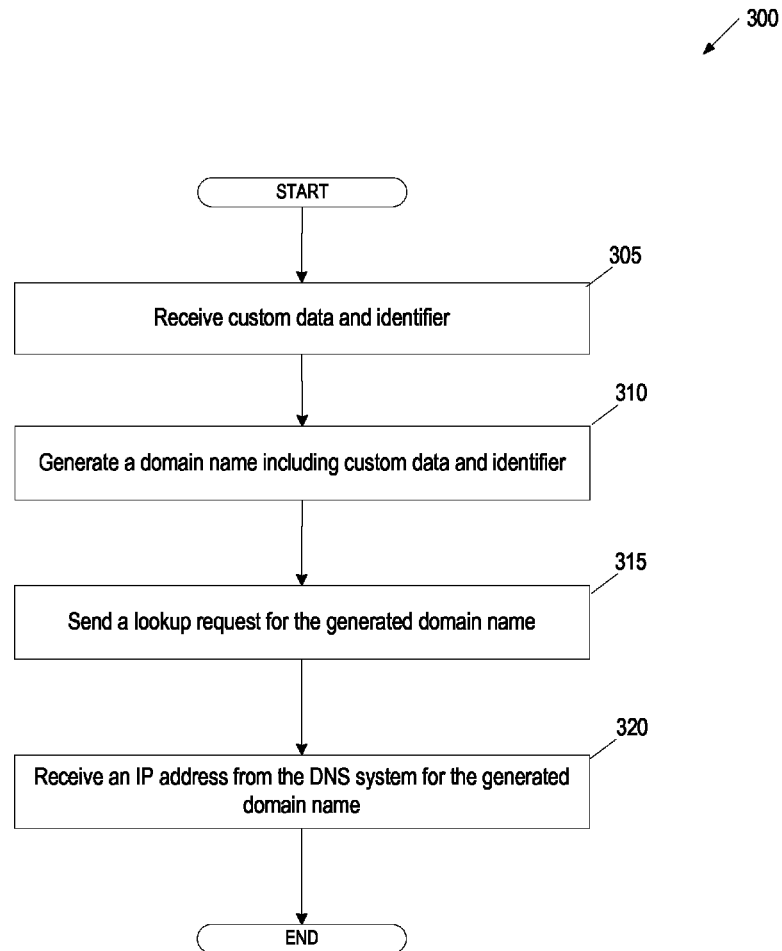 300
START
305
Receive custom data and identifier
310
Generate a domain name including custom data and identifier
315
Send a lookup request for the generated domain name
320
Receive an IP address from the DNS system for the generated
domain name
END